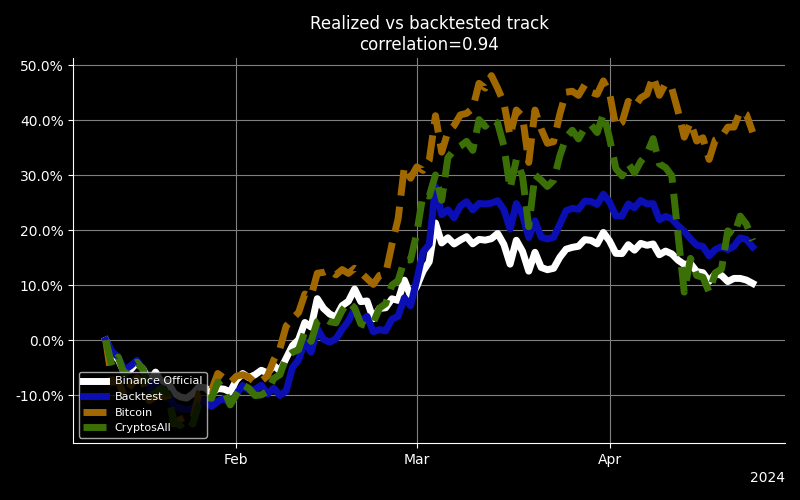 Realized vs backtested track
correlation=0.94
50.0%
40.0%
30.0%
20.0%
10.0%
0.0%
-10.0%
Binance Official
Backtest
Bitcoin
CryptosAll
Feb
Mar
Apr
2024